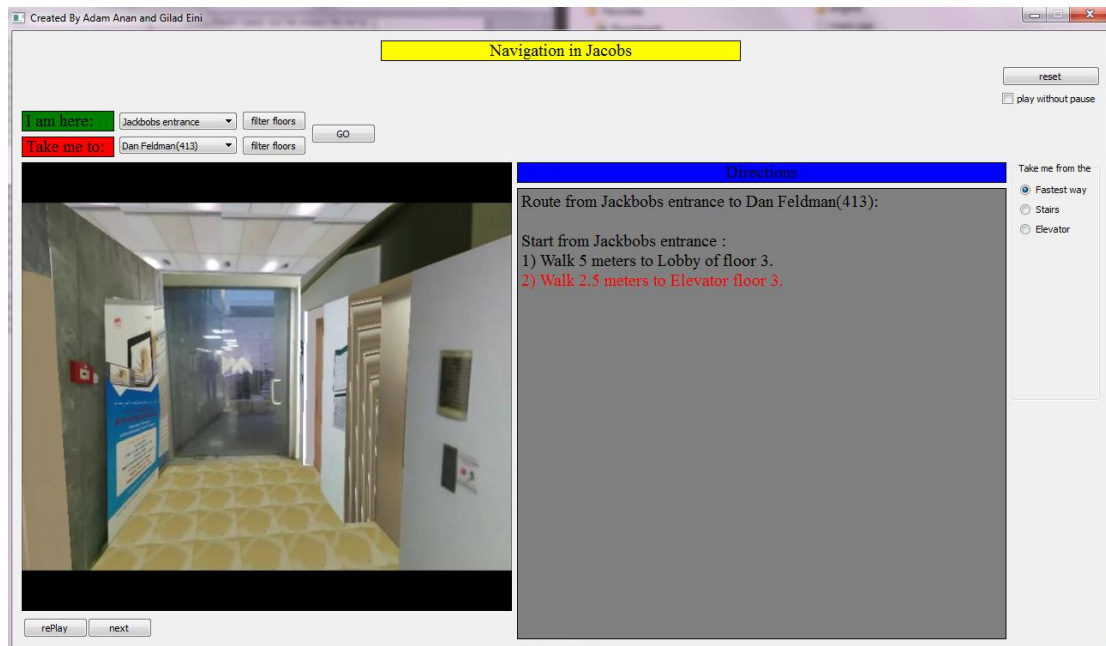 Created By Adam Anan and Gilad Eini
Navigation in Jacobs
reset
play without pause
I am here:
Jackbobs entrance
filter floors
GO
Take me to:
Dan Feldman(413)
filter floors
Directions
Take me from the
Fastest way
Stairs
Elevator
Route from Jackbobs entrance to Dan Feldman(413):
Start from Jackbobs entrance :
1) Walk 5 meters to Lobby of floor 3.
2) Walk 2.5 meters to Elevator floor 3.
rePlay
next